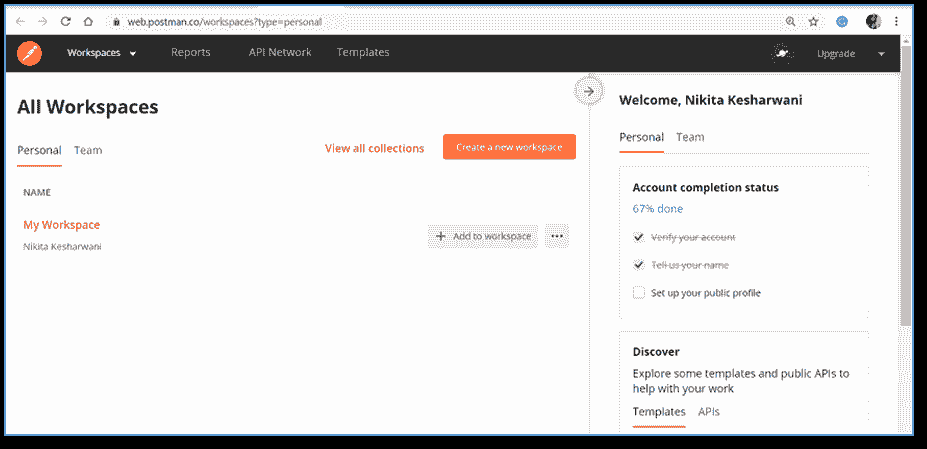 web.postman.co/workspaces?type=personal
Workspaces Reports API Network Templates Upgrade
All Workspaces
Personal Team View all collections Create a new workspace
NAME
My Workspace
Nikita Kesharwani
+ Add to workspace ...
Welcome, Nikita Kesharwani
Personal Team
Account completion status
67% done
Verify your account
Tell us your name
Set up your public profile
Discover
Explore some templates and public APIs to
help with your work
Templates APIs